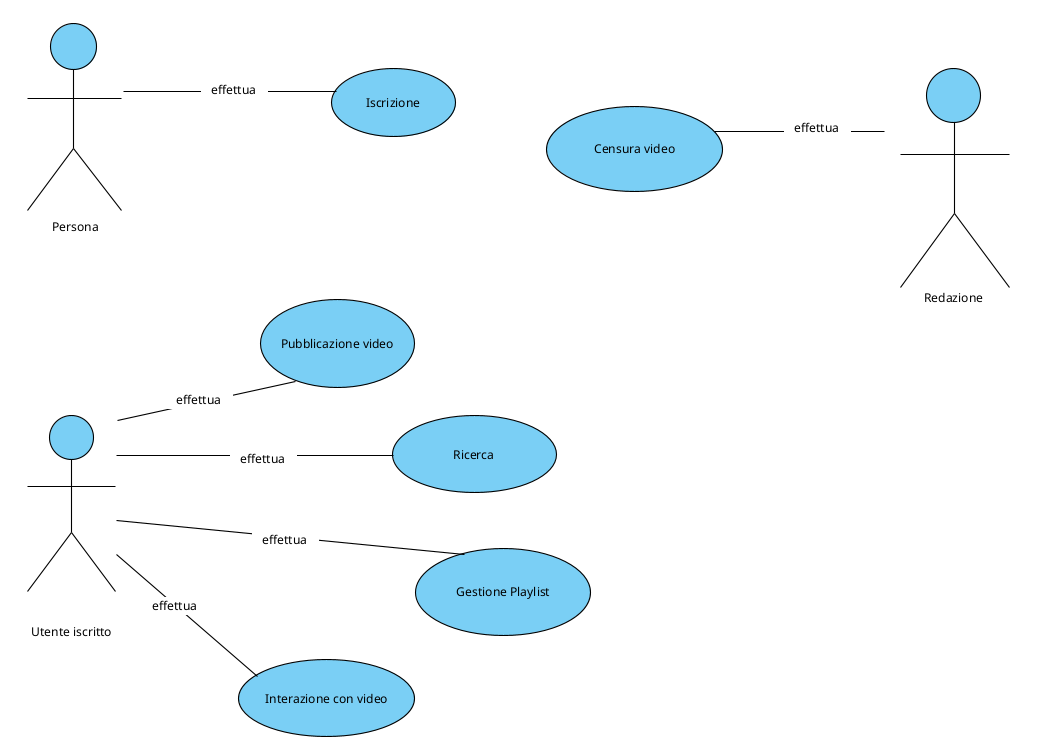 effettua
Iscrizione
Persona
Censura video
effettua
Redazione
Pubblicazione video
effettua
effettua
Ricerca
effettua
Gestione Playlist
effettua
Interazione con video
Utente iscritto